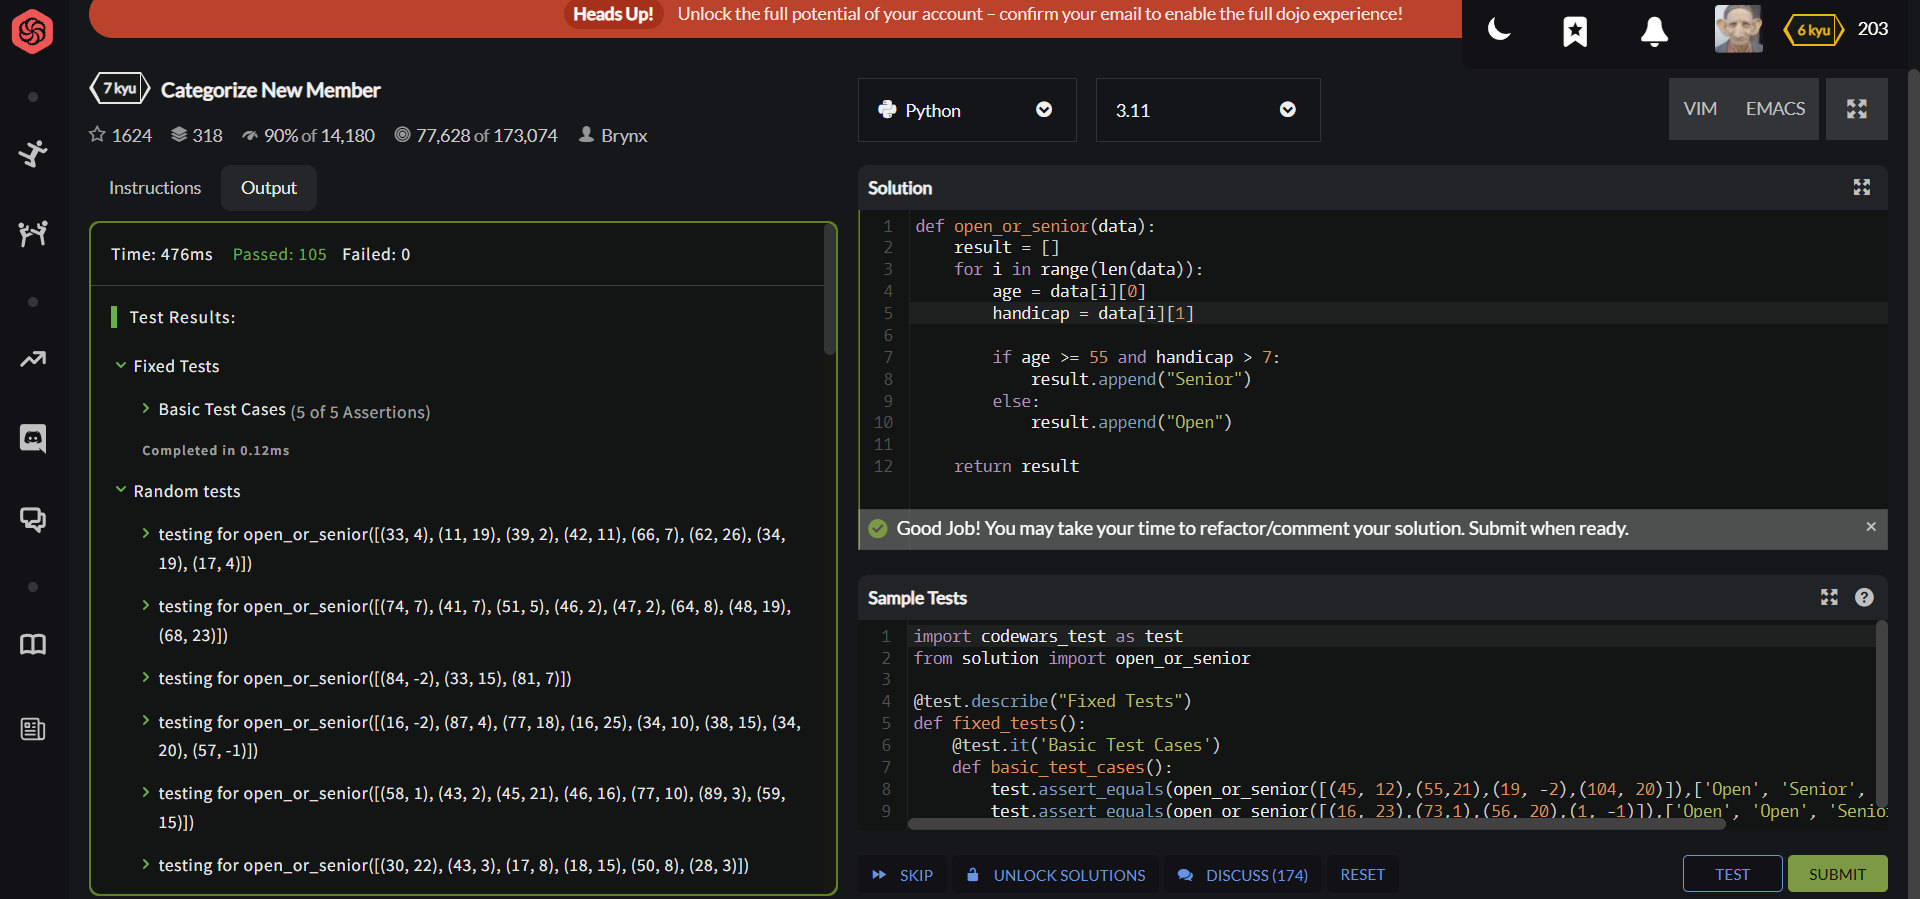 Heads Up! Unlock the full potential of your account – confirm your email to enable the full dojo experience!
6 kyu 203
7 kyu Categorize New Member
1624 318 90% of 14,180 77,628 of 173,074 Brynx
Instructions Output
Time: 476ms Passed: 105 Failed: 0
Test Results:
Fixed Tests
Basic Test Cases (5 of 5 Assertions)
Completed in 0.12ms
Random tests
testing for open_or_senior([(33, 4), (11, 19), (39, 2), (42, 11), (66, 7), (62, 26), (34,
19), (17, 4)])
testing for open_or_senior([(74, 7), (41, 7), (51, 5), (46, 2), (47, 2), (64, 8), (48, 19),
(68, 23)])
testing for open_or_senior([(84, -2), (33, 15), (81, 7)])
testing for open_or_senior([(16, -2), (87, 4), (77, 18), (16, 25), (34, 10), (38, 15), (34,
20), (57, -1)])
testing for open_or_senior([(58, 1), (43, 2), (45, 21), (46, 16), (77, 10), (89, 3), (59,
15)])
testing for open_or_senior([(30, 22), (43, 3), (17, 8), (18, 15), (50, 8), (28, 3)])
Python 3.11 VIM EMACS
Solution
1 def open_or_senior(data):
2 result = []
3 for i in range(len(data)):
4 age = data[i][0]
5 handicap = data[i][1]
6
7 if age >= 55 and handicap > 7:
8 result.append("Senior")
9 else:
10 result.append("Open")
11
12 return result
Good Job! You may take your time to refactor/comment your solution. Submit when ready. ×
Sample Tests
1 import codewars_test as test
2 from solution import open_or_senior
3
4 @test.describe("Fixed Tests")
5 def fixed_tests():
6 @test.it('Basic Test Cases')
7 def basic_test_cases():
8 test.assert_equals(open_or_senior([(45, 12),(55,21),(19, -2),(104, 20)]),['Open', 'Senior',
9 test.assert_equals(open_or_senior([(16, 23),(73,1),(56, 20),(1, -1)]),['Open', 'Open', 'Senio
SKIP UNLOCK SOLUTIONS DISCUSS (174) RESET TEST SUBMIT